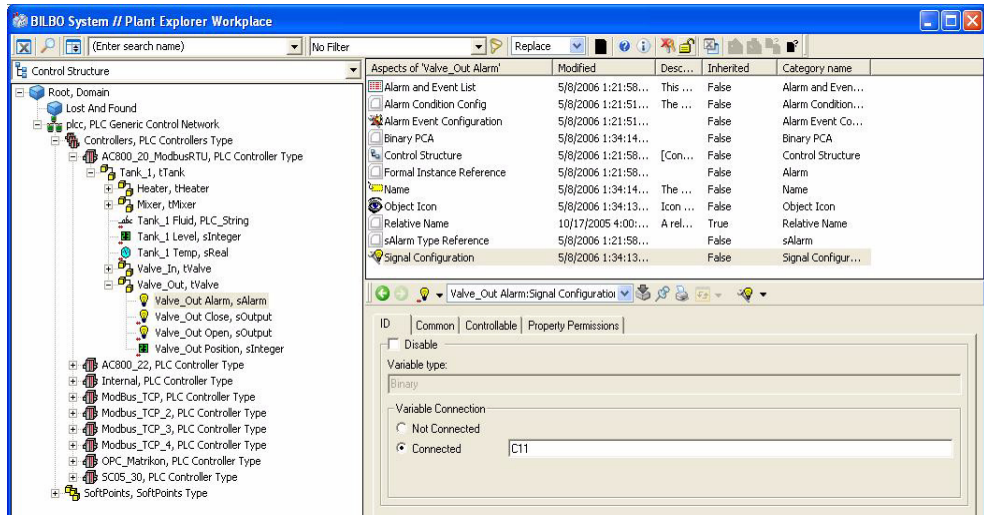 BILBO System // Plant Explorer Workplace
(Enter search name) No Filter Replace
Control Structure
Root, Domain
Lost And Found
plcc, PLC Generic Control Network
Controllers, PLC Controllers Type
AC800_20_ModbusRTU, PLC Controller Type
Tank_1, tTank
Heater, tHeater
Mixer, tMixer
abc Tank_1 Fluid, PLC_String
Tank_1 Level, sInteger
Tank_1 Temp, sReal
Valve_In, tValve
Valve_Out, tValve
Valve_Out Alarm, sAlarm
Valve_Out Close, sOutput
Valve_Out Open, sOutput
Valve_Out Position, sInteger
AC800_22, PLC Controller Type
Internal, PLC Controller Type
ModBus_TCP, PLC Controller Type
Modbus_TCP_2, PLC Controller Type
Modbus_TCP_3, PLC Controller Type
Modbus_TCP_4, PLC Controller Type
OPC_Matrikon, PLC Controller Type
SC05_30, PLC Controller Type
SoftPoints, SoftPoints Type
Aspects of 'Valve_Out Alarm' Modified Desc... Inherited Category name
Alarm and Event List 5/8/2006 1:21:58... This ... False Alarm and Even...
Alarm Condition Config 5/8/2006 1:21:51... The ... False Alarm Condition...
Alarm Event Configuration 5/8/2006 1:21:51... False Alarm Event Co...
Binary PCA 5/8/2006 1:34:14... False Binary PCA
Control Structure 5/8/2006 1:21:58... [Con... False Control Structure
Formal Instance Reference 5/8/2006 1:21:58... False Alarm
Name 5/8/2006 1:34:14... The ... False Name
Object Icon 5/8/2006 1:34:13... Icon ... False Object Icon
Relative Name 10/17/2005 4:00:... A rel... True Relative Name
sAlarm Type Reference 5/8/2006 1:21:58... False sAlarm
Signal Configuration 5/8/2006 1:34:13... False Signal Configur...
Valve_Out Alarm:Signal Configuration
ID Common Controllable Property Permissions
Disable
Variable type:
Binary
Variable Connection
Not Connected
Connected C11